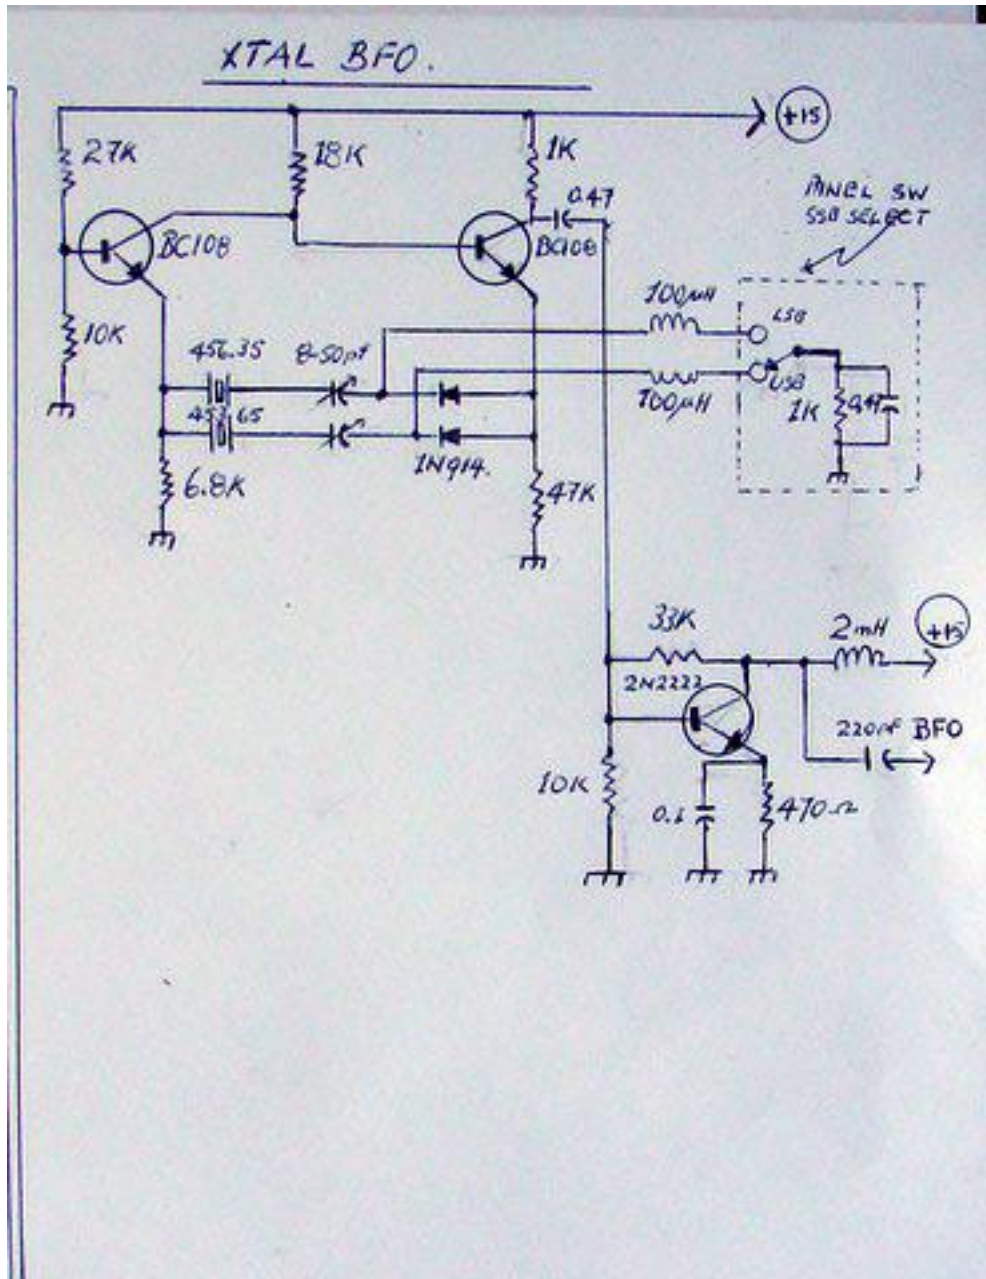 XTAL BFO.
+15
27K
18K
1K
0.47
PANEL SW
SSB SELECT
BC108
BC108
100μH
LSB
10K
456.35
8-50pf
USB
100μH
1K
453.65
1N914.
6.8K
47K
33K
2mH
+15
2N2222
220pf BFO
10K
0.1
470Ω